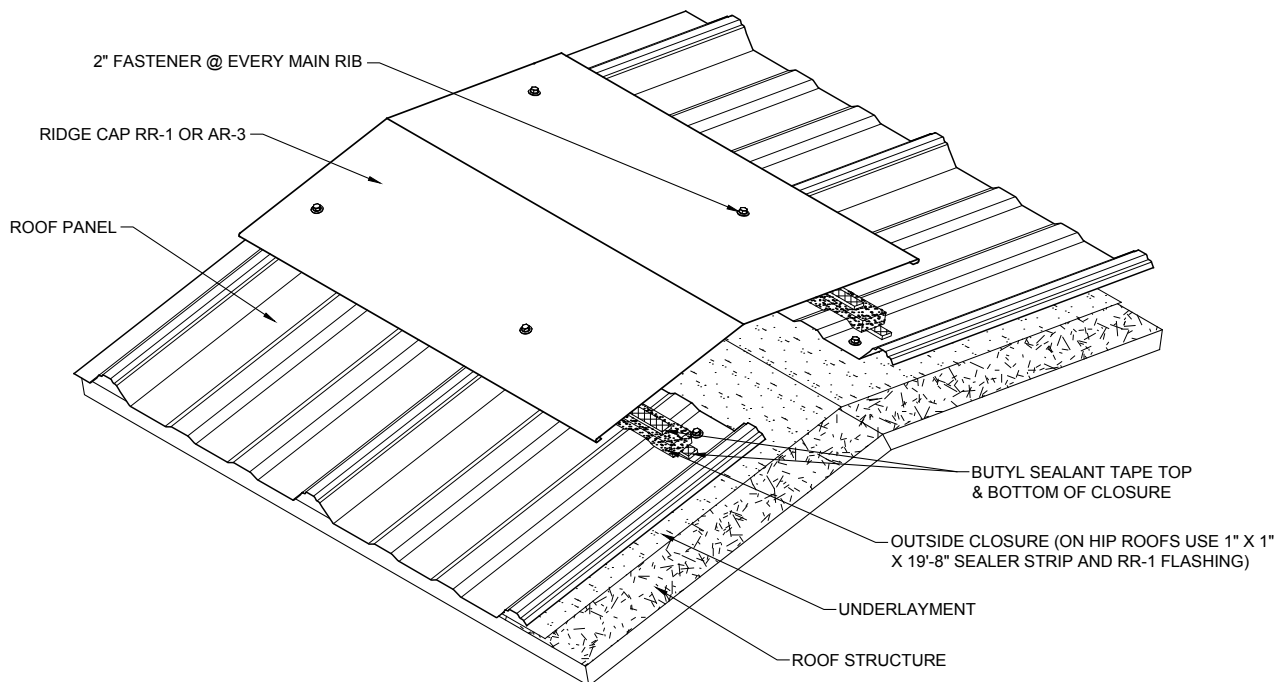 2" FASTENER @ EVERY MAIN RIB
RIDGE CAP RR-1 OR AR-3
ROOF PANEL
BUTYL SEALANT TAPE TOP
& BOTTOM OF CLOSURE
OUTSIDE CLOSURE (ON HIP ROOFS USE 1" X 1"
X 19'-8" SEALER STRIP AND RR-1 FLASHING)
UNDERLAYMENT
ROOF STRUCTURE